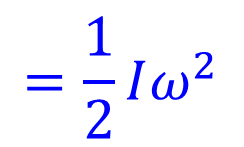 = 1/2 Iω²